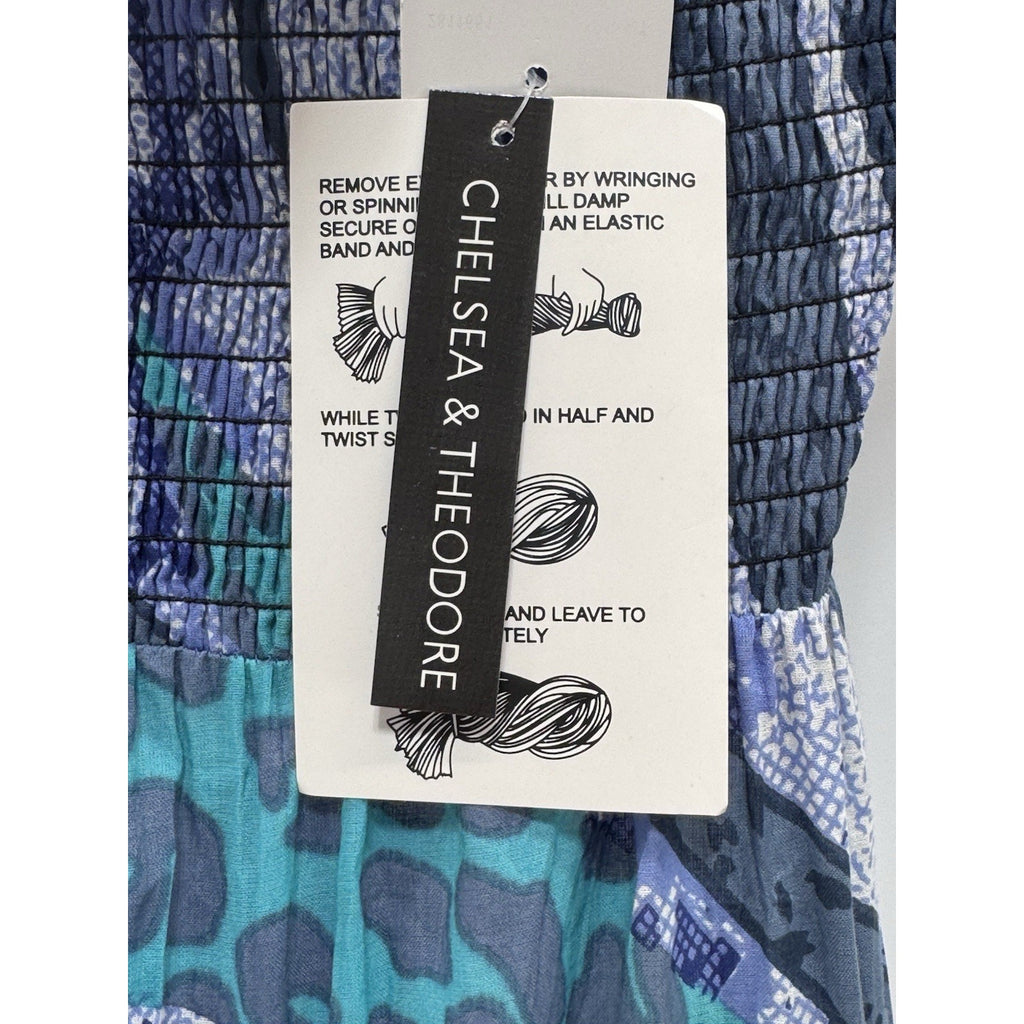 REMOVE E R BY WRINGING
OR SPINNI LL DAMP
SECURE O AN ELASTIC
BAND AND
WHILE T IN HALF AND
TWIST S
AND LEAVE TO
TELY
CHELSEA & THEODORE